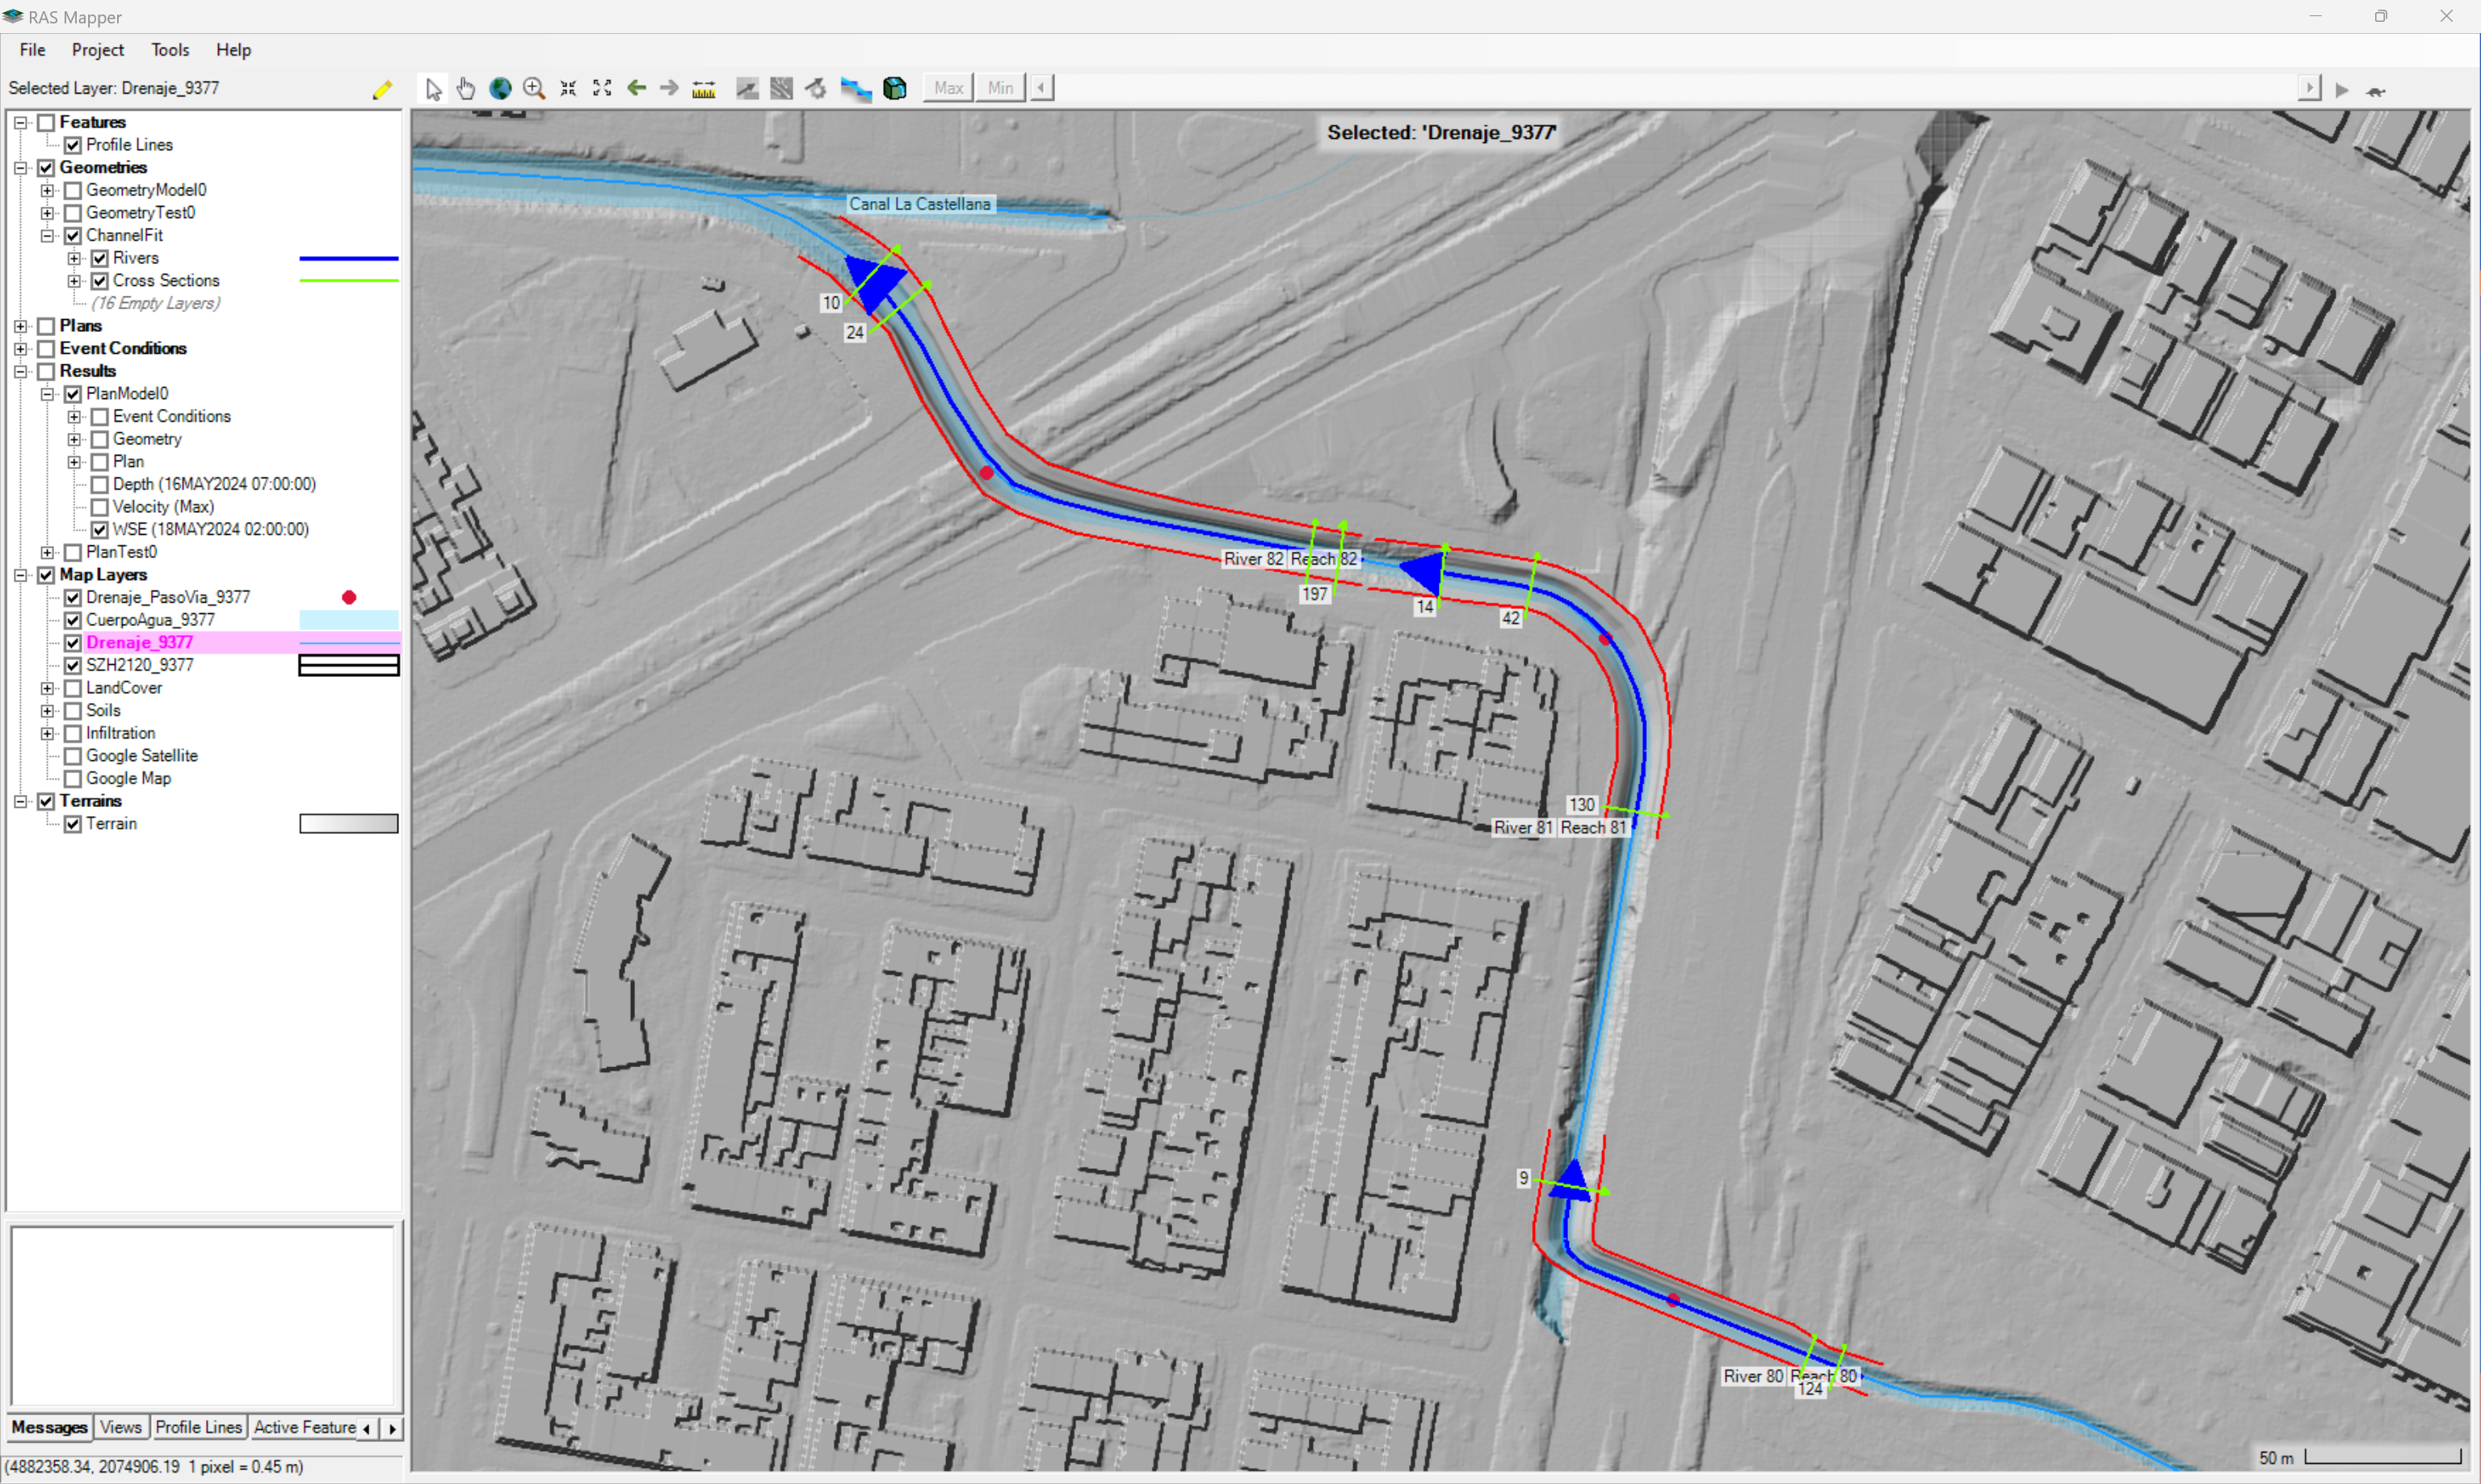 RAS Mapper
File Project Tools Help
Selected Layer: Drenaje_9377
Max Min
Features
Profile Lines
Geometries
GeometryModel0
GeometryTest0
ChannelFit
Rivers
Cross Sections
(16 Empty Layers)
Plans
Event Conditions
Results
PlanModel0
Event Conditions
Geometry
Plan
Depth (16MAY2024 07:00:00)
Velocity (Max)
WSE (18MAY2024 02:00:00)
PlanTest0
Map Layers
Drenaje_PasoVia_9377
CuerpoAgua_9377
Drenaje_9377
SZH2120_9377
LandCover
Soils
Infiltration
Google Satellite
Google Map
Terrains
Terrain
Messages Views Profile Lines Active Feature
(4882358.34, 2074906.19 1 pixel = 0.45 m)
Selected: 'Drenaje_9377'
Canal La Castellana
10
24
River 82 Reach 82
197
14
42
130
River 81 Reach 81
9
River 80 Reach 80
124
50 m